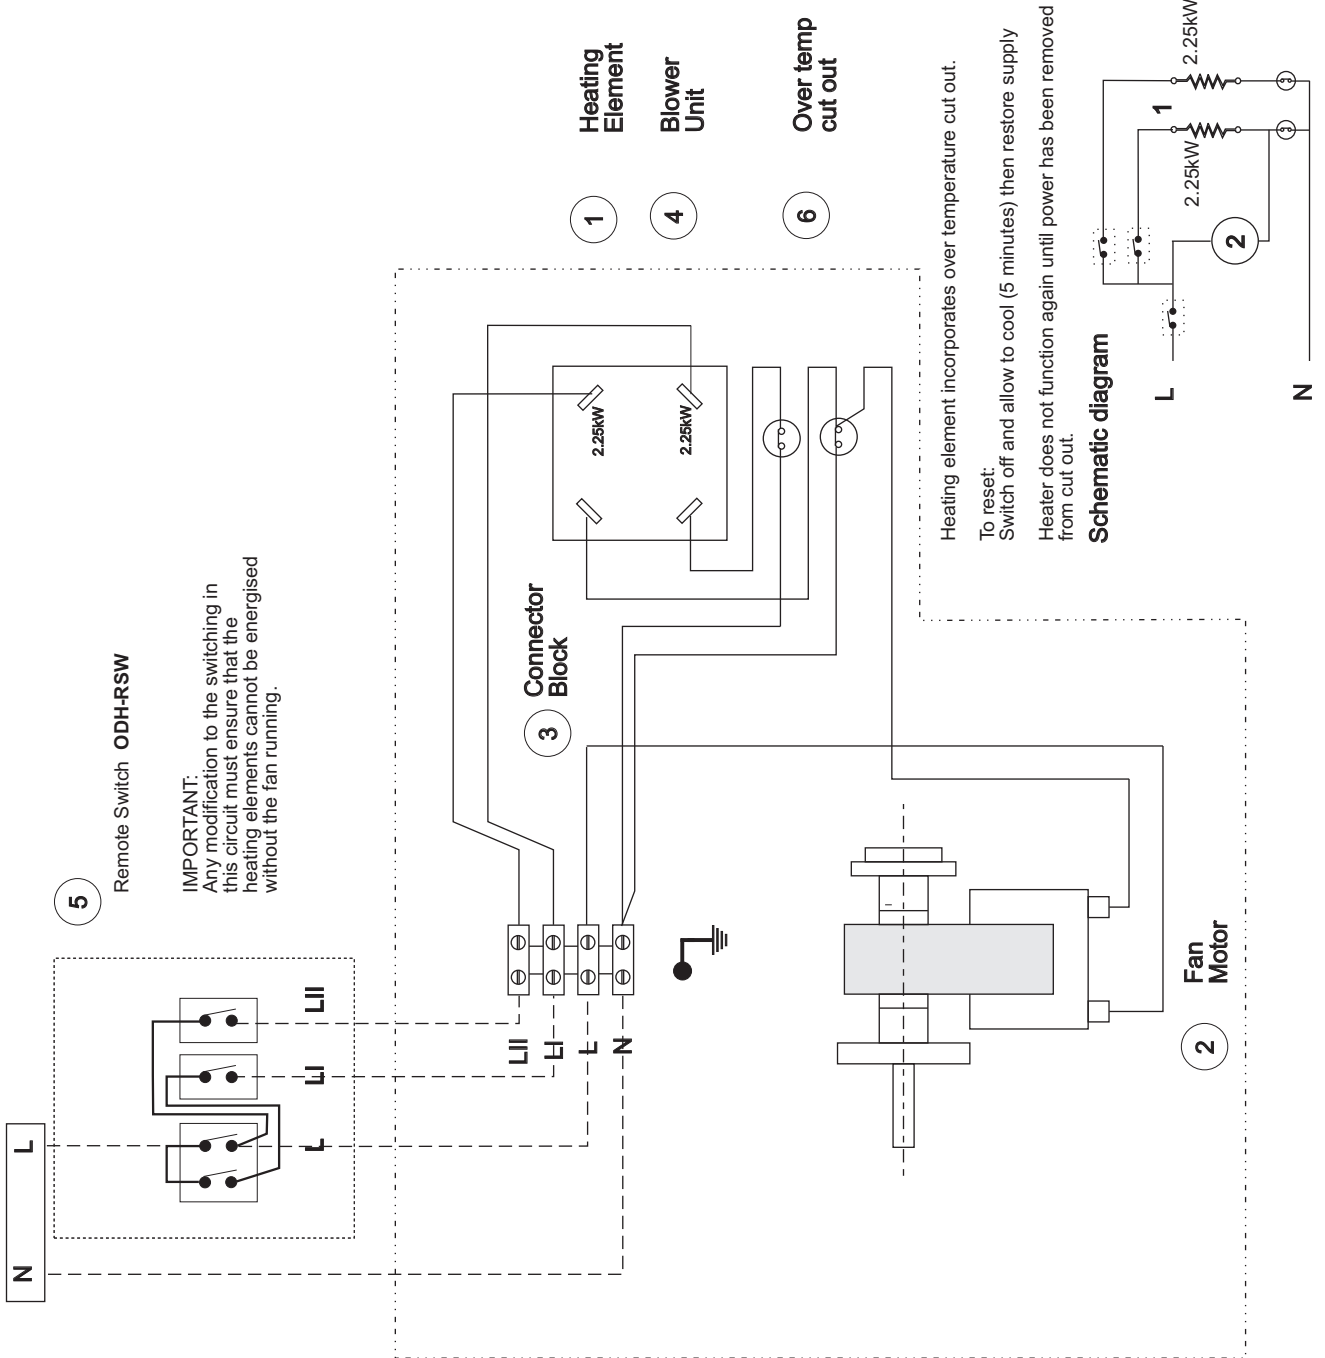 N
L
5
Remote Switch ODH-RSW
IMPORTANT:
Any modification to the switching in
this circuit must ensure that the
heating elements cannot be energised
without the fan running.
L
LI
LII
LII
LI
L
N
3
Connector
Block
2.25kW
2.25kW
2
Fan
Motor
1
Heating
Element
4
Blower
Unit
6
Over temp
cut out
Heating element incorporates over temperature cut out.
To reset:
Switch off and allow to cool (5 minutes) then restore supply
Heater does not function again until power has been removed
from cut out.
Schematic diagram
L
N
2
2.25kW
1
2.25kW